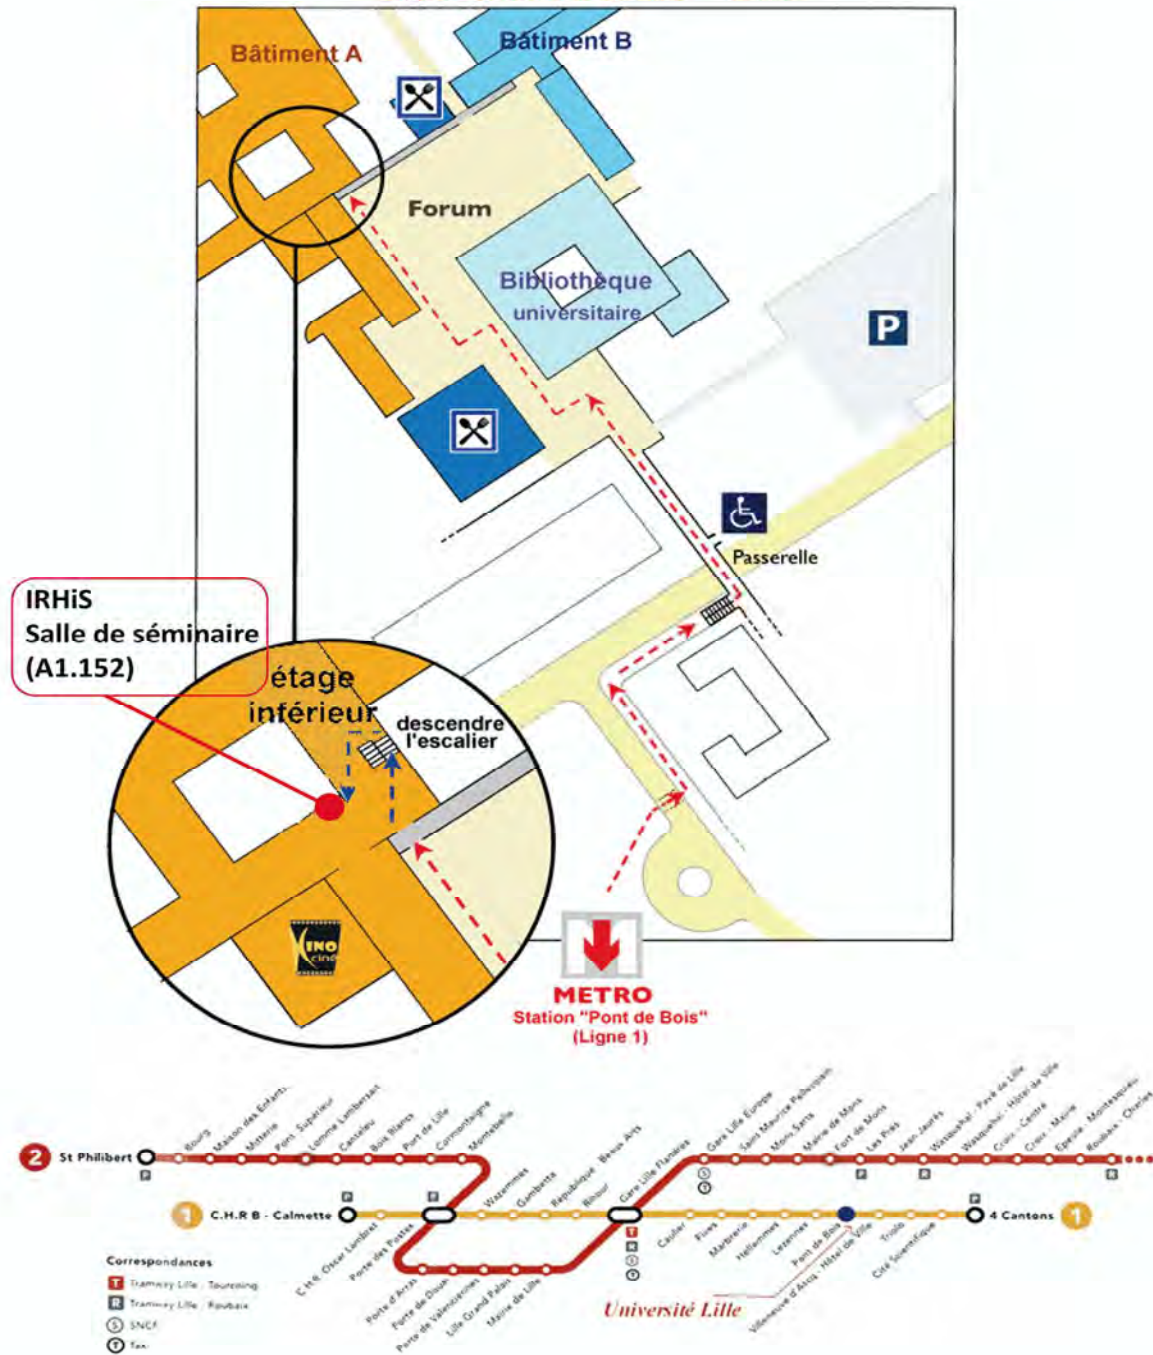 Bâtiment A
Bâtiment B
Forum
Bibliothèque
universitaire
P
Passerelle
IRHiS
Salle de séminaire
(A1.152)
étage
inférieur
descendre
l'escalier
KINO
ciné
METRO
Station "Pont de Bois"
(Ligne 1)
2 St Philibert
P
Bourg
Maison des Enfants
Mitterie
Pont Supérieur
Lomme Lambersart
Canteleu
Bois Blancs
Port de Lille
Cormontaigne
Montebello
Gare Lille Europe
Saint Maurice Pellevoisin
Mons Sarts
Mairie de Mons
Fort de Mons
Les Prés
Jean Jaurès
Wasquehal - Pavé de Lille
Wasquehal - Hôtel de Ville
Croix - Centre
Croix - Mairie
Epeule - Montesquieu
Roubaix - Charles
S
T
P
R
P
R
1 C.H.R B - Calmette
P
P
Wazemmes
Gambetta
République - Beaux Arts
Rihour
Gare Lille Flandres
P
4 Cantons 1
C.H.R. Oscar Lambret
Porte des Postes
Porte d'Arras
Porte de Douai
Porte de Valenciennes
Lille Grand Palais
Mairie de Lille
T
R
S
T
Caulier
Fives
Marbrerie
Hellemmes
Lezennes
Pont de Bois
Villeneuve d'Ascq - Hôtel de Ville
Triolo
Cité Scientifique
Université Lille
Correspondances
T Tramway Lille - Tourcoing
R Tramway Lille - Roubaix
S SNCF
T Taxi